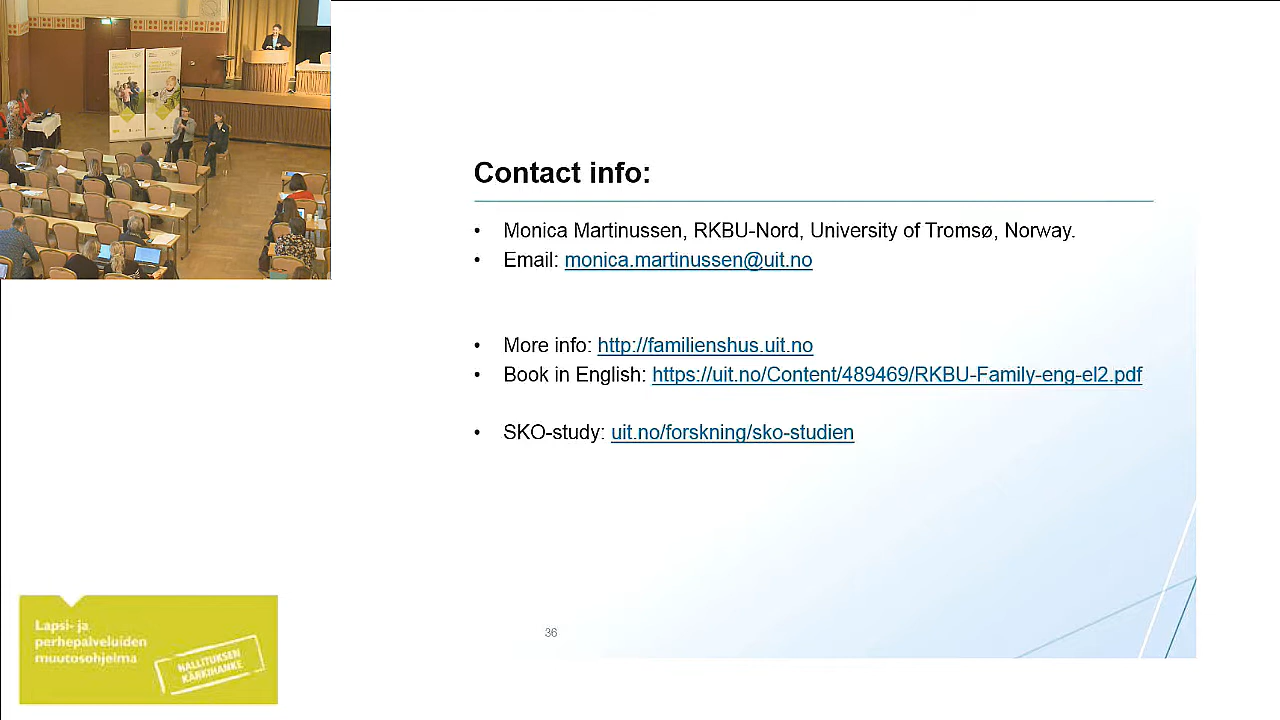 Contact info:
• Monica Martinussen, RKBU-Nord, University of Tromsø, Norway.
• Email: monica.martinussen@uit.no
• More info: http://familienshus.uit.no
• Book in English: https://uit.no/Content/489469/RKBU-Family-eng-el2.pdf
• SKO-study: uit.no/forskning/sko-studien
36
Lapsi- ja
perhepalveluiden
muutosohjelma
HALLITUKSEN
KÄRKIHANKE